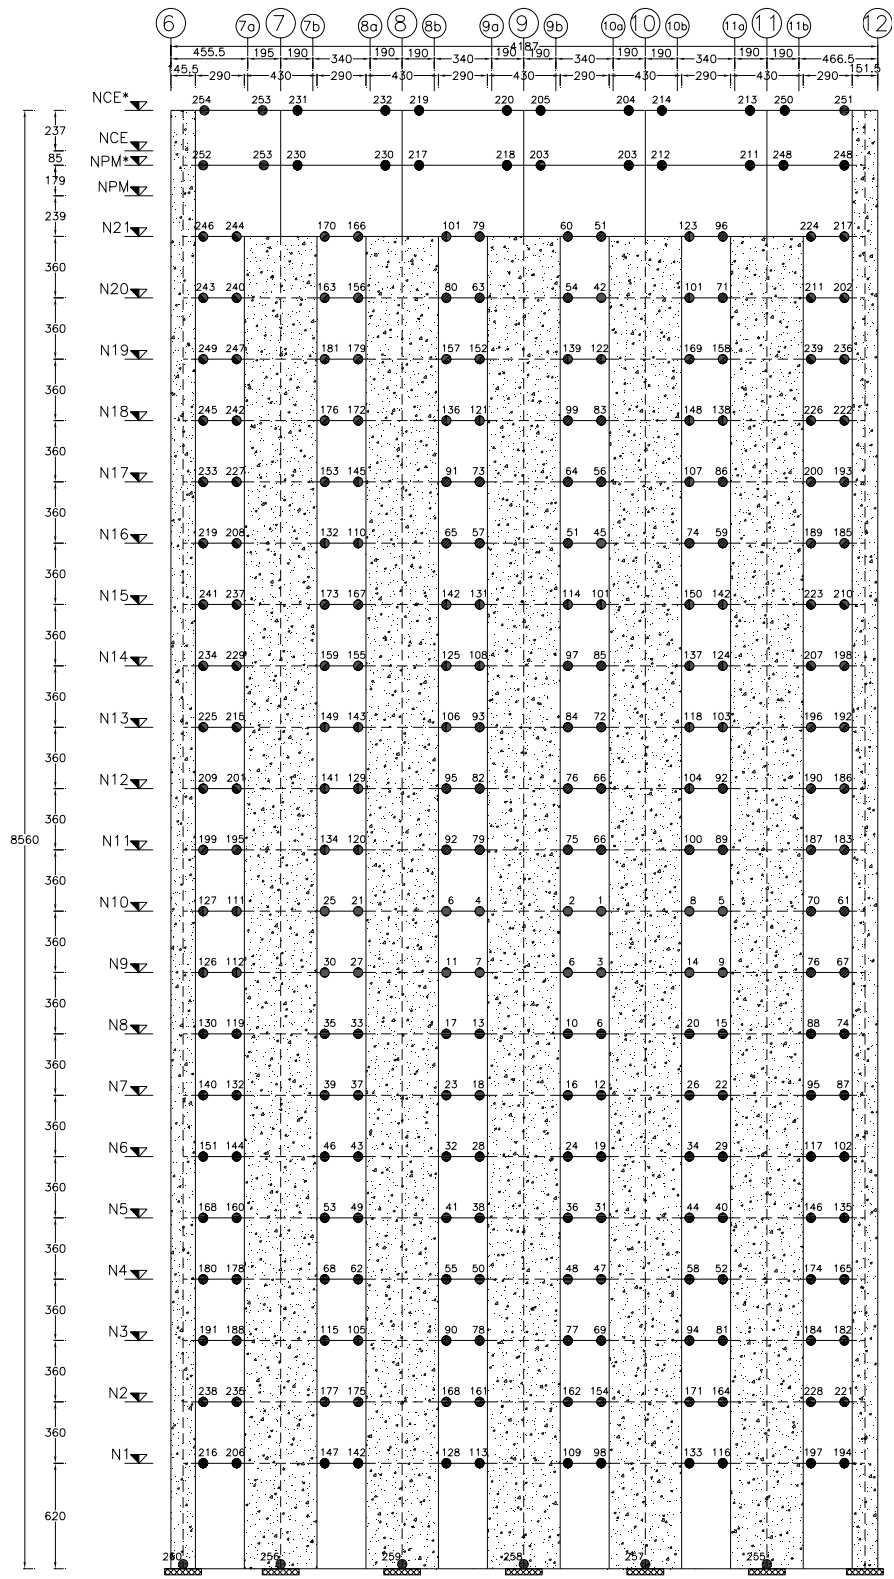 6 7a 7 7b 8a 8 8b 9a 9 9b 10a 10 10b 11a 11 11b 12
4187
455.5 195 190 340 190 190 340 190 190 340 190 190 340 190 190 466.5
145.5 290 430 290 430 290 430 290 430 290 430 290 151.5
NCE* 254 253 231 232 219 220 205 204 214 213 250 251
237
NCE
85 NPM* 252 253 230 230 217 218 203 203 212 211 248 248
179
NPM
239
N21 246 244 170 166 101 79 60 51 123 96 224 217
360
N20 243 240 163 156 80 63 54 42 101 71 211 202
360
N19 249 247 181 179 157 152 139 122 169 158 239 236
360
N18 245 242 176 172 136 121 99 83 148 138 226 222
360
N17 233 227 153 145 91 73 64 56 107 86 200 193
360
N16 219 208 132 110 65 57 51 45 74 59 189 185
360
N15 241 237 173 167 142 131 114 101 150 142 223 210
360
N14 234 229 159 155 125 108 97 85 137 124 207 198
360
N13 225 215 149 143 106 93 84 72 118 103 196 192
360
N12 209 201 141 129 95 82 76 66 104 92 190 186
360
8560 N11 199 195 134 120 92 79 75 66 100 89 187 183
360
N10 127 111 25 21 6 4 2 1 8 5 70 61
360
N9 126 112 30 27 11 7 6 3 14 9 76 67
360
N8 130 119 35 33 17 13 10 6 20 15 88 74
360
N7 140 132 39 37 23 18 16 12 26 22 95 87
360
N6 151 144 46 43 32 28 24 19 34 29 117 102
360
N5 168 160 53 49 41 38 36 31 44 40 146 135
360
N4 180 178 68 62 55 50 48 47 58 52 174 165
360
N3 191 188 115 105 90 78 77 69 94 81 184 182
360
N2 238 235 177 175 168 161 162 154 171 164 228 221
360
N1 216 206 147 142 128 113 109 98 133 116 197 194
620
260 256 259 258 257 255